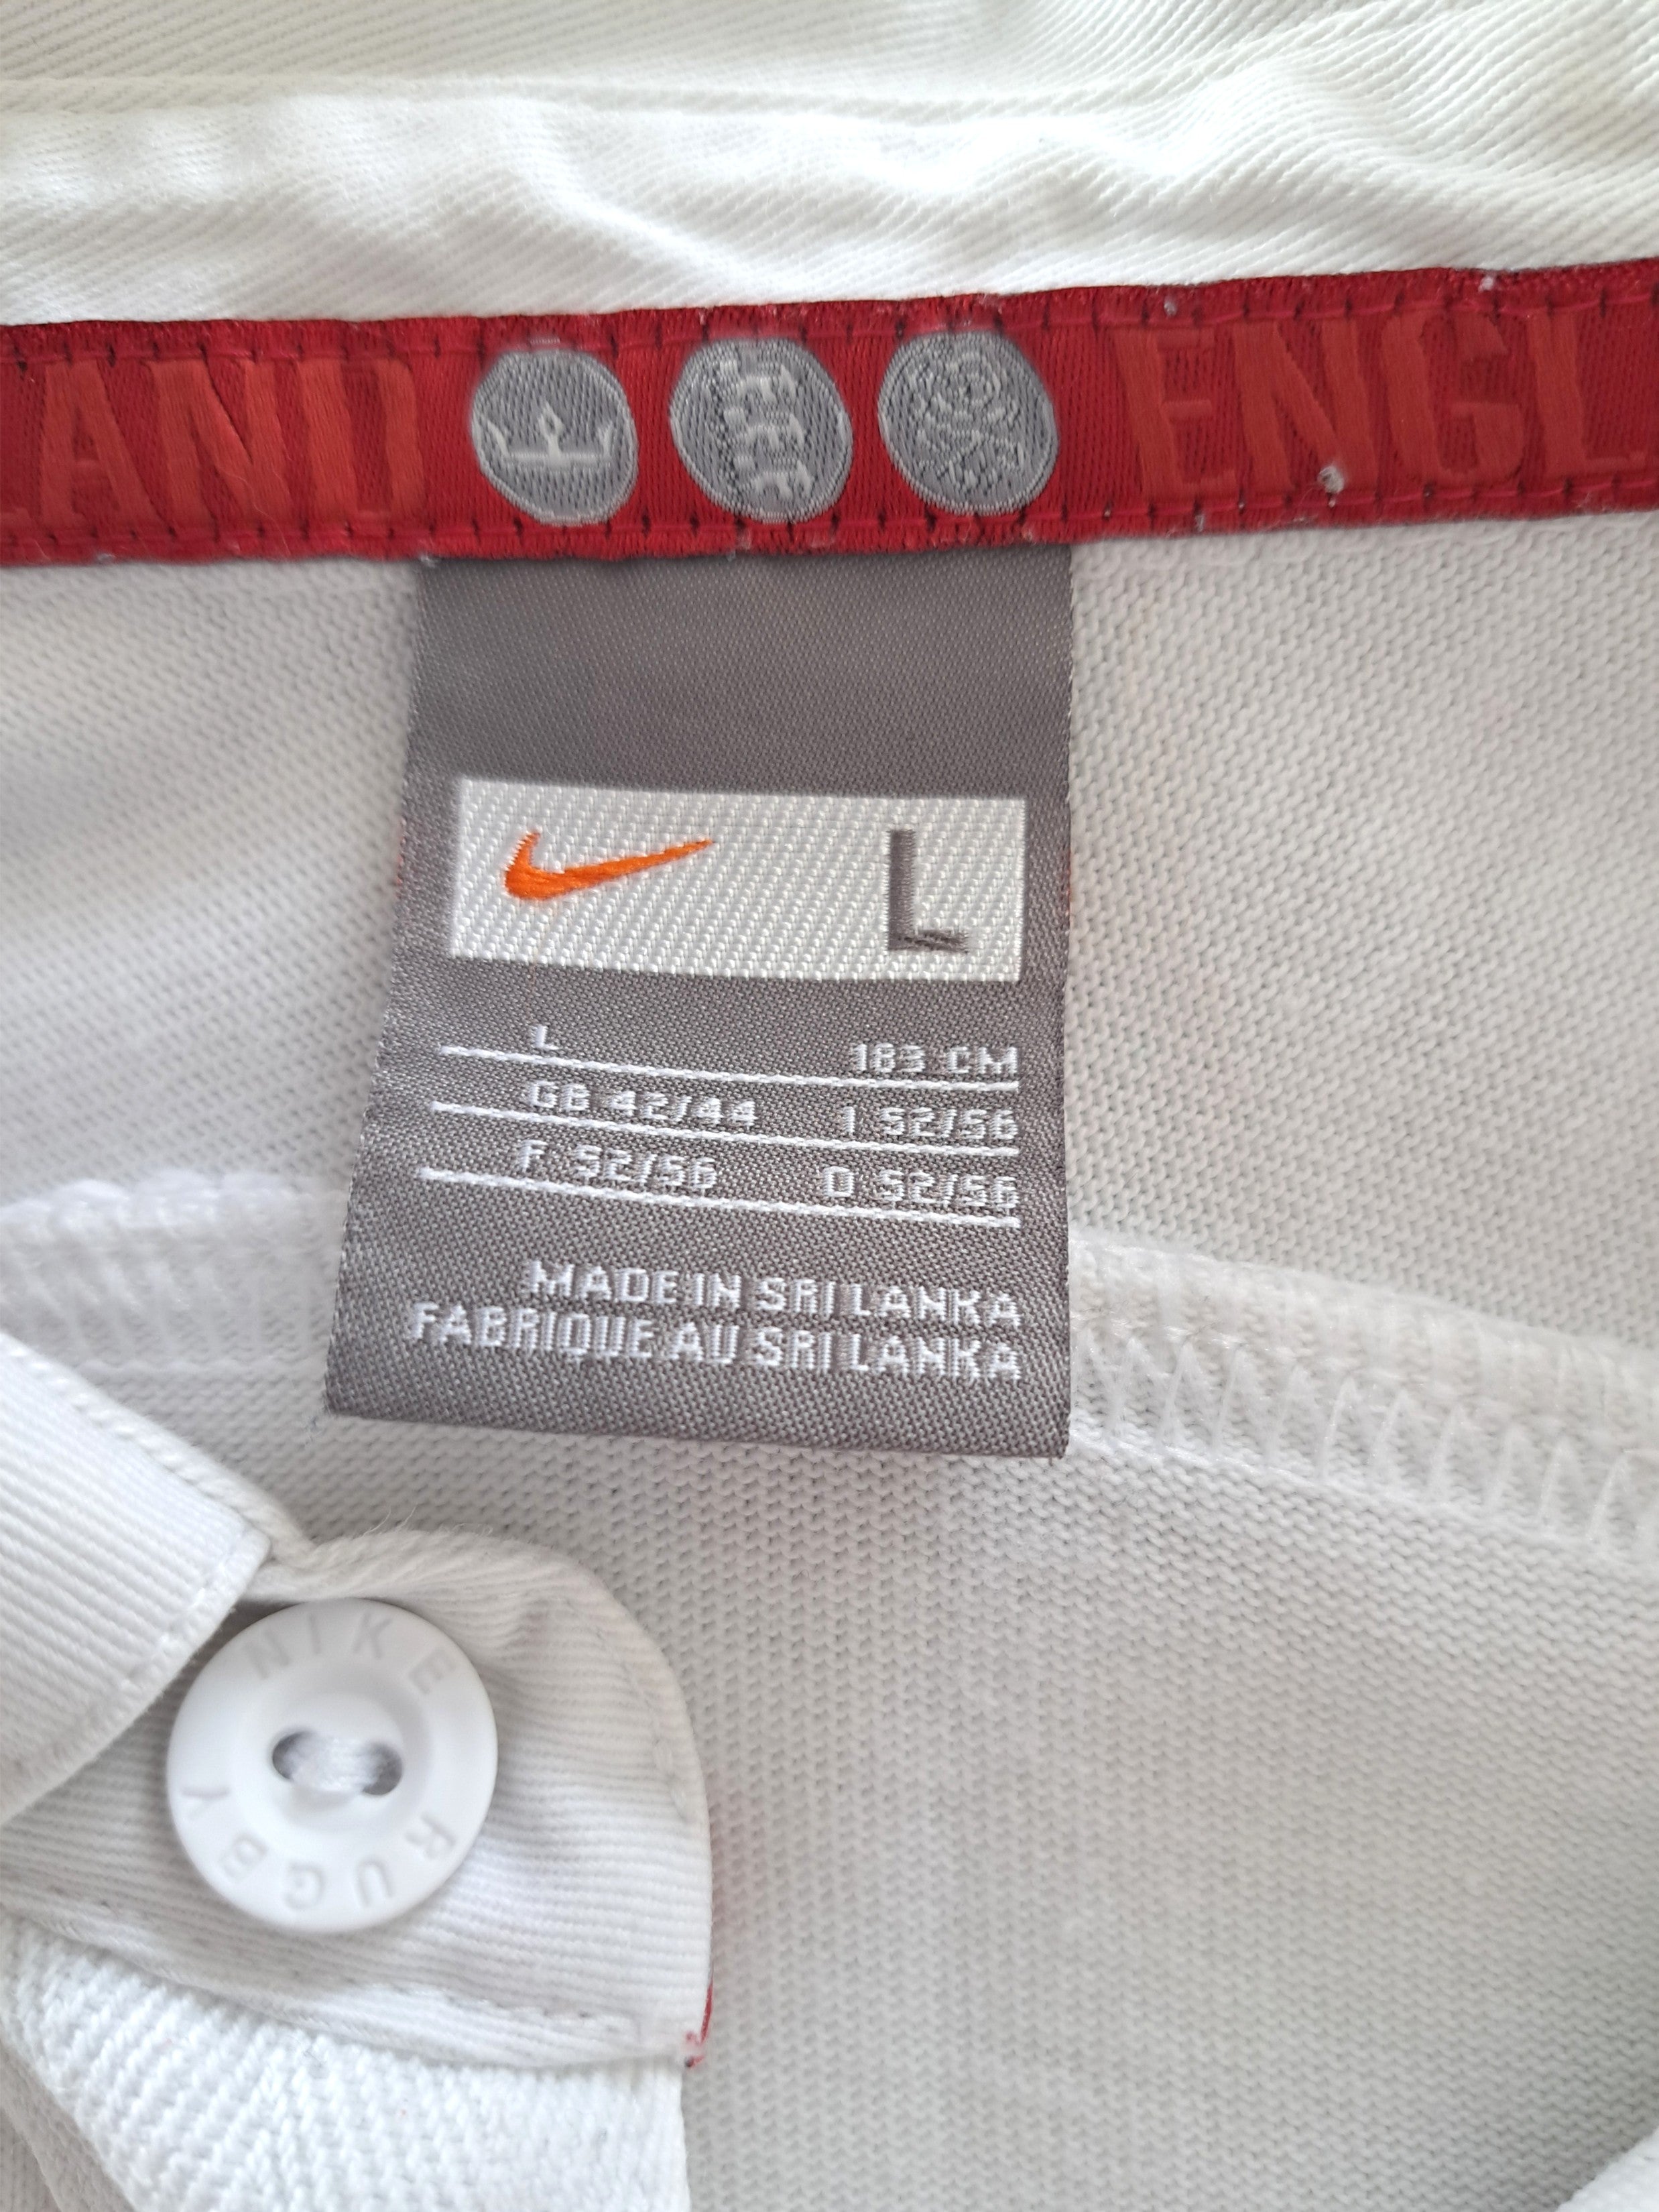 LAND ENGL
L
L 183 CM
GB 42/44 I 52/56
F 52/56 D 52/56
MADE IN SRI LANKA
FABRIQUE AU SRI LANKA
NIKE RUGBY